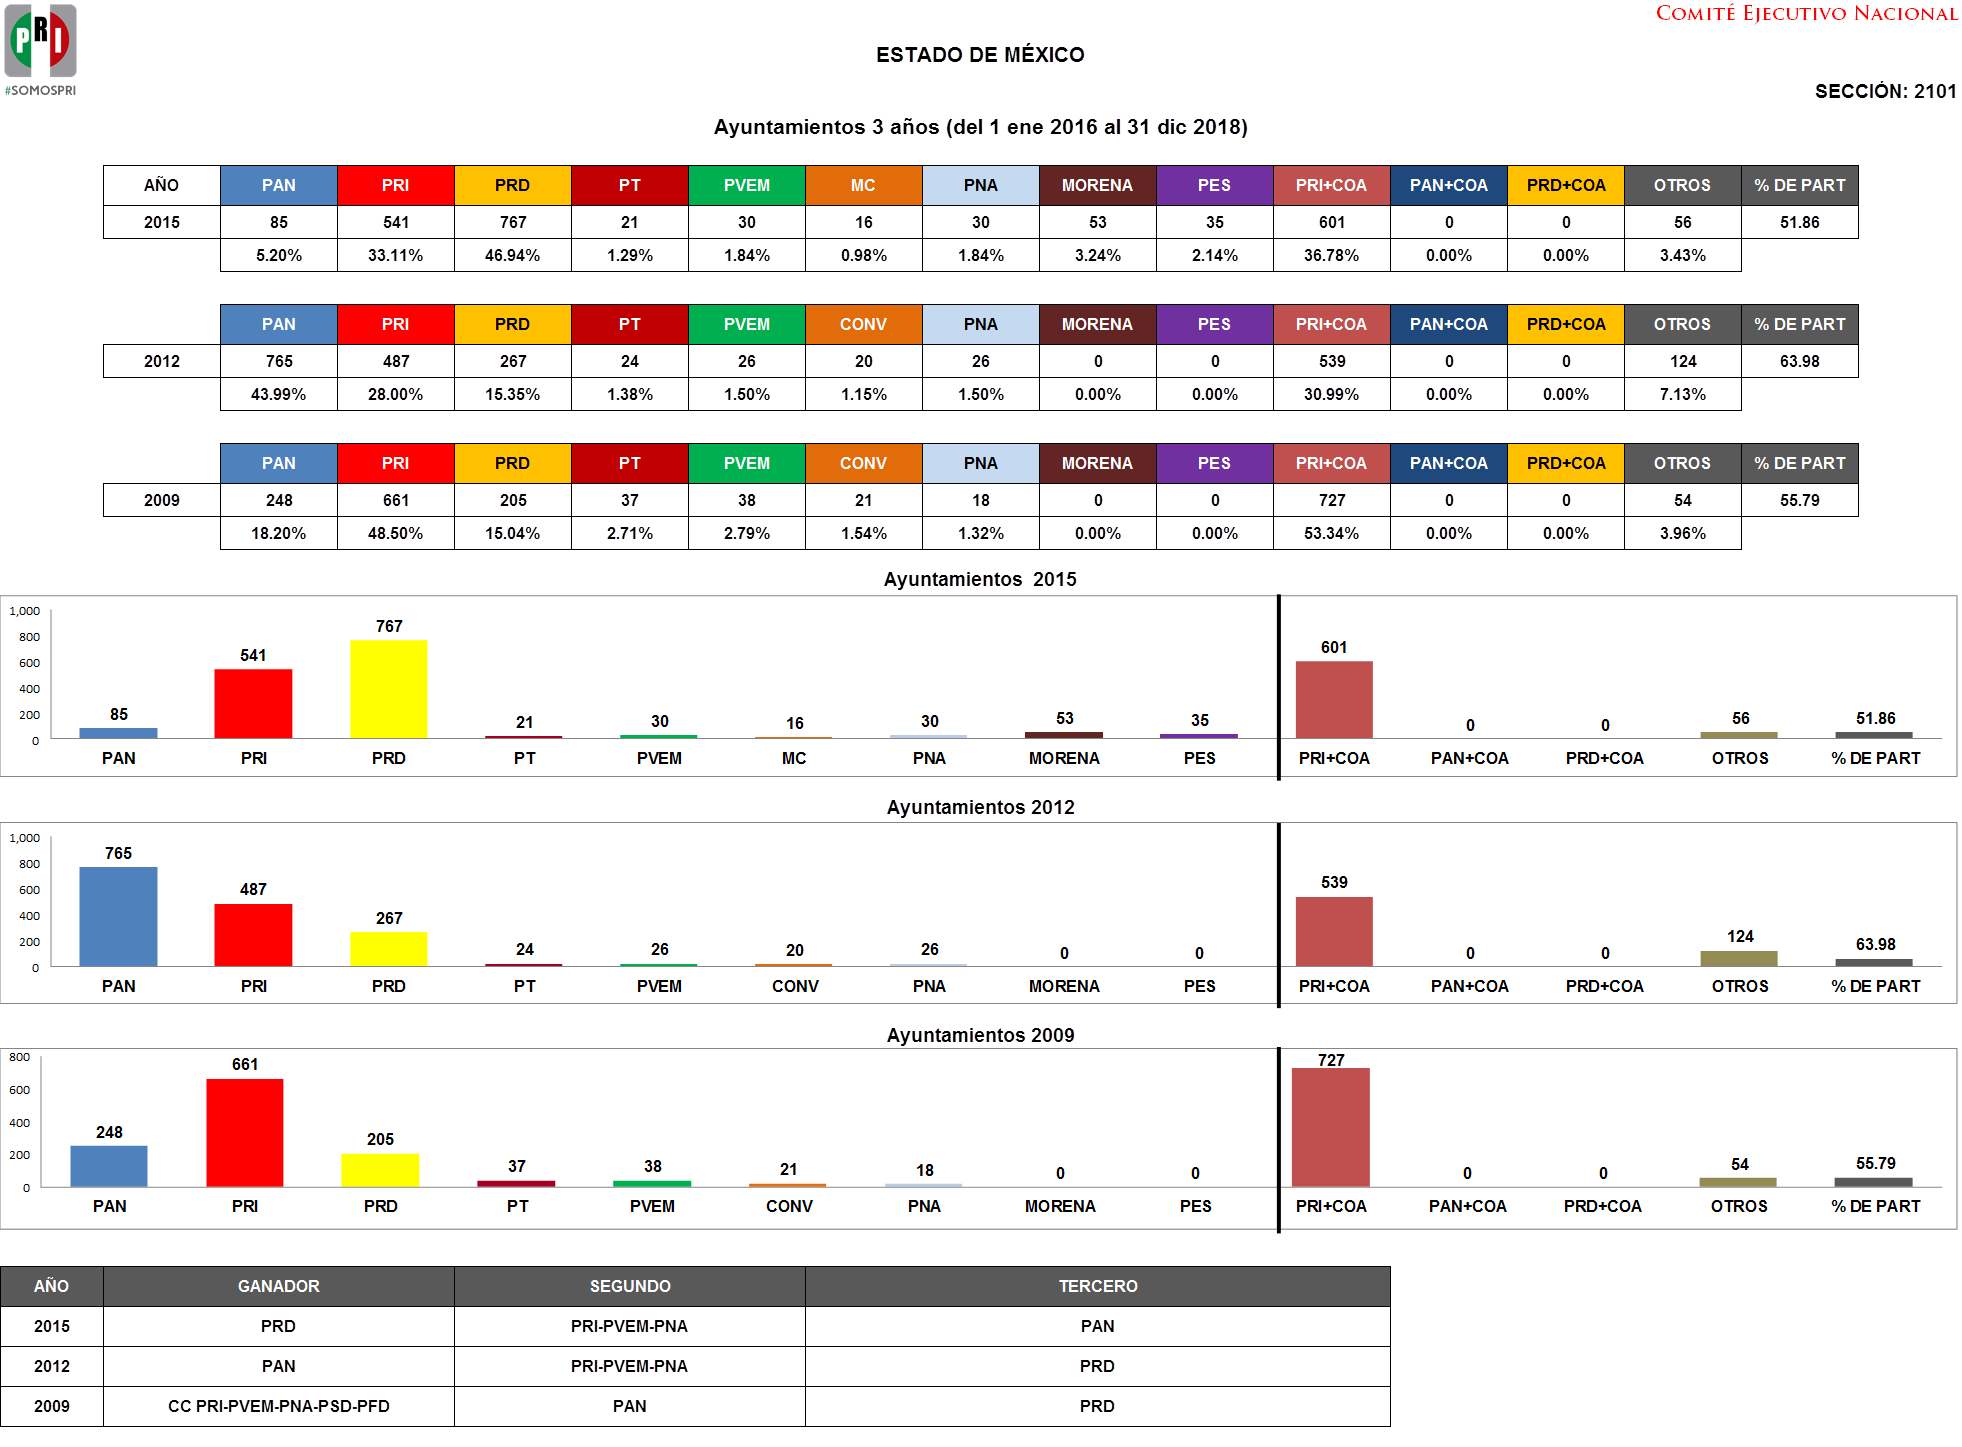 PRI
#SOMOSPRI
COMITÉ EJECUTIVO NACIONAL
ESTADO DE MÉXICO
SECCIÓN: 2101
Ayuntamientos 3 años (del 1 ene 2016 al 31 dic 2018)
AÑO PAN PRI PRD PT PVEM MC PNA MORENA PES PRI+COA PAN+COA PRD+COA OTROS % DE PART
2015 85 541 767 21 30 16 30 53 35 601 0 0 56 51.86
5.20% 33.11% 46.94% 1.29% 1.84% 0.98% 1.84% 3.24% 2.14% 36.78% 0.00% 0.00% 3.43%
PAN PRI PRD PT PVEM CONV PNA MORENA PES PRI+COA PAN+COA PRD+COA OTROS % DE PART
2012 765 487 267 24 26 20 26 0 0 539 0 0 124 63.98
43.99% 28.00% 15.35% 1.38% 1.50% 1.15% 1.50% 0.00% 0.00% 30.99% 0.00% 0.00% 7.13%
PAN PRI PRD PT PVEM CONV PNA MORENA PES PRI+COA PAN+COA PRD+COA OTROS % DE PART
2009 248 661 205 37 38 21 18 0 0 727 0 0 54 55.79
18.20% 48.50% 15.04% 2.71% 2.79% 1.54% 1.32% 0.00% 0.00% 53.34% 0.00% 0.00% 3.96%
Ayuntamientos 2015
1,000
800
600
400
200
0
85 541 767 21 30 16 30 53 35 601 0 0 56 51.86
PAN PRI PRD PT PVEM MC PNA MORENA PES PRI+COA PAN+COA PRD+COA OTROS % DE PART
Ayuntamientos 2012
1,000
800
600
400
200
0
765 487 267 24 26 20 26 0 0 539 0 0 124 63.98
PAN PRI PRD PT PVEM CONV PNA MORENA PES PRI+COA PAN+COA PRD+COA OTROS % DE PART
Ayuntamientos 2009
800
600
400
200
0
248 661 205 37 38 21 18 0 0 727 0 0 54 55.79
PAN PRI PRD PT PVEM CONV PNA MORENA PES PRI+COA PAN+COA PRD+COA OTROS % DE PART
AÑO GANADOR SEGUNDO TERCERO
2015 PRD PRI-PVEM-PNA PAN
2012 PAN PRI-PVEM-PNA PRD
2009 CC PRI-PVEM-PNA-PSD-PFD PAN PRD